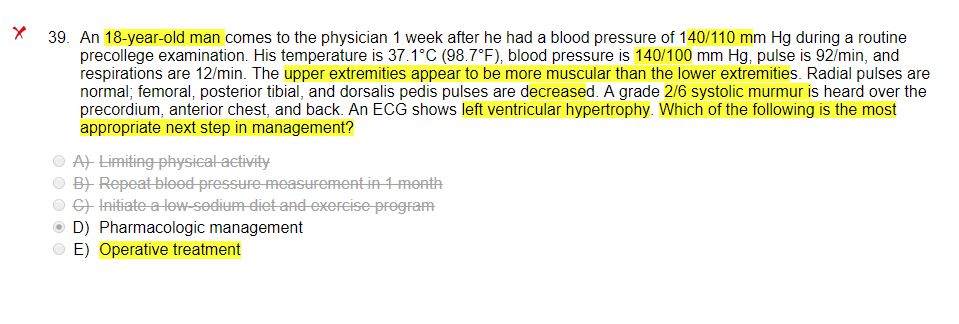 39. An 18-year-old man comes to the physician 1 week after he had a blood pressure of 140/110 mm Hg during a routine
precollege examination. His temperature is 37.1°C (98.7°F), blood pressure is 140/100 mm Hg, pulse is 92/min, and
respirations are 12/min. The upper extremities appear to be more muscular than the lower extremities. Radial pulses are
normal; femoral, posterior tibial, and dorsalis pedis pulses are decreased. A grade 2/6 systolic murmur is heard over the
precordium, anterior chest, and back. An ECG shows left ventricular hypertrophy. Which of the following is the most
appropriate next step in management?
A) Limiting physical activity
B) Repeat blood pressure measurement in 1 month
C) Initiate a low-sodium diet and exercise program
D) Pharmacologic management
E) Operative treatment